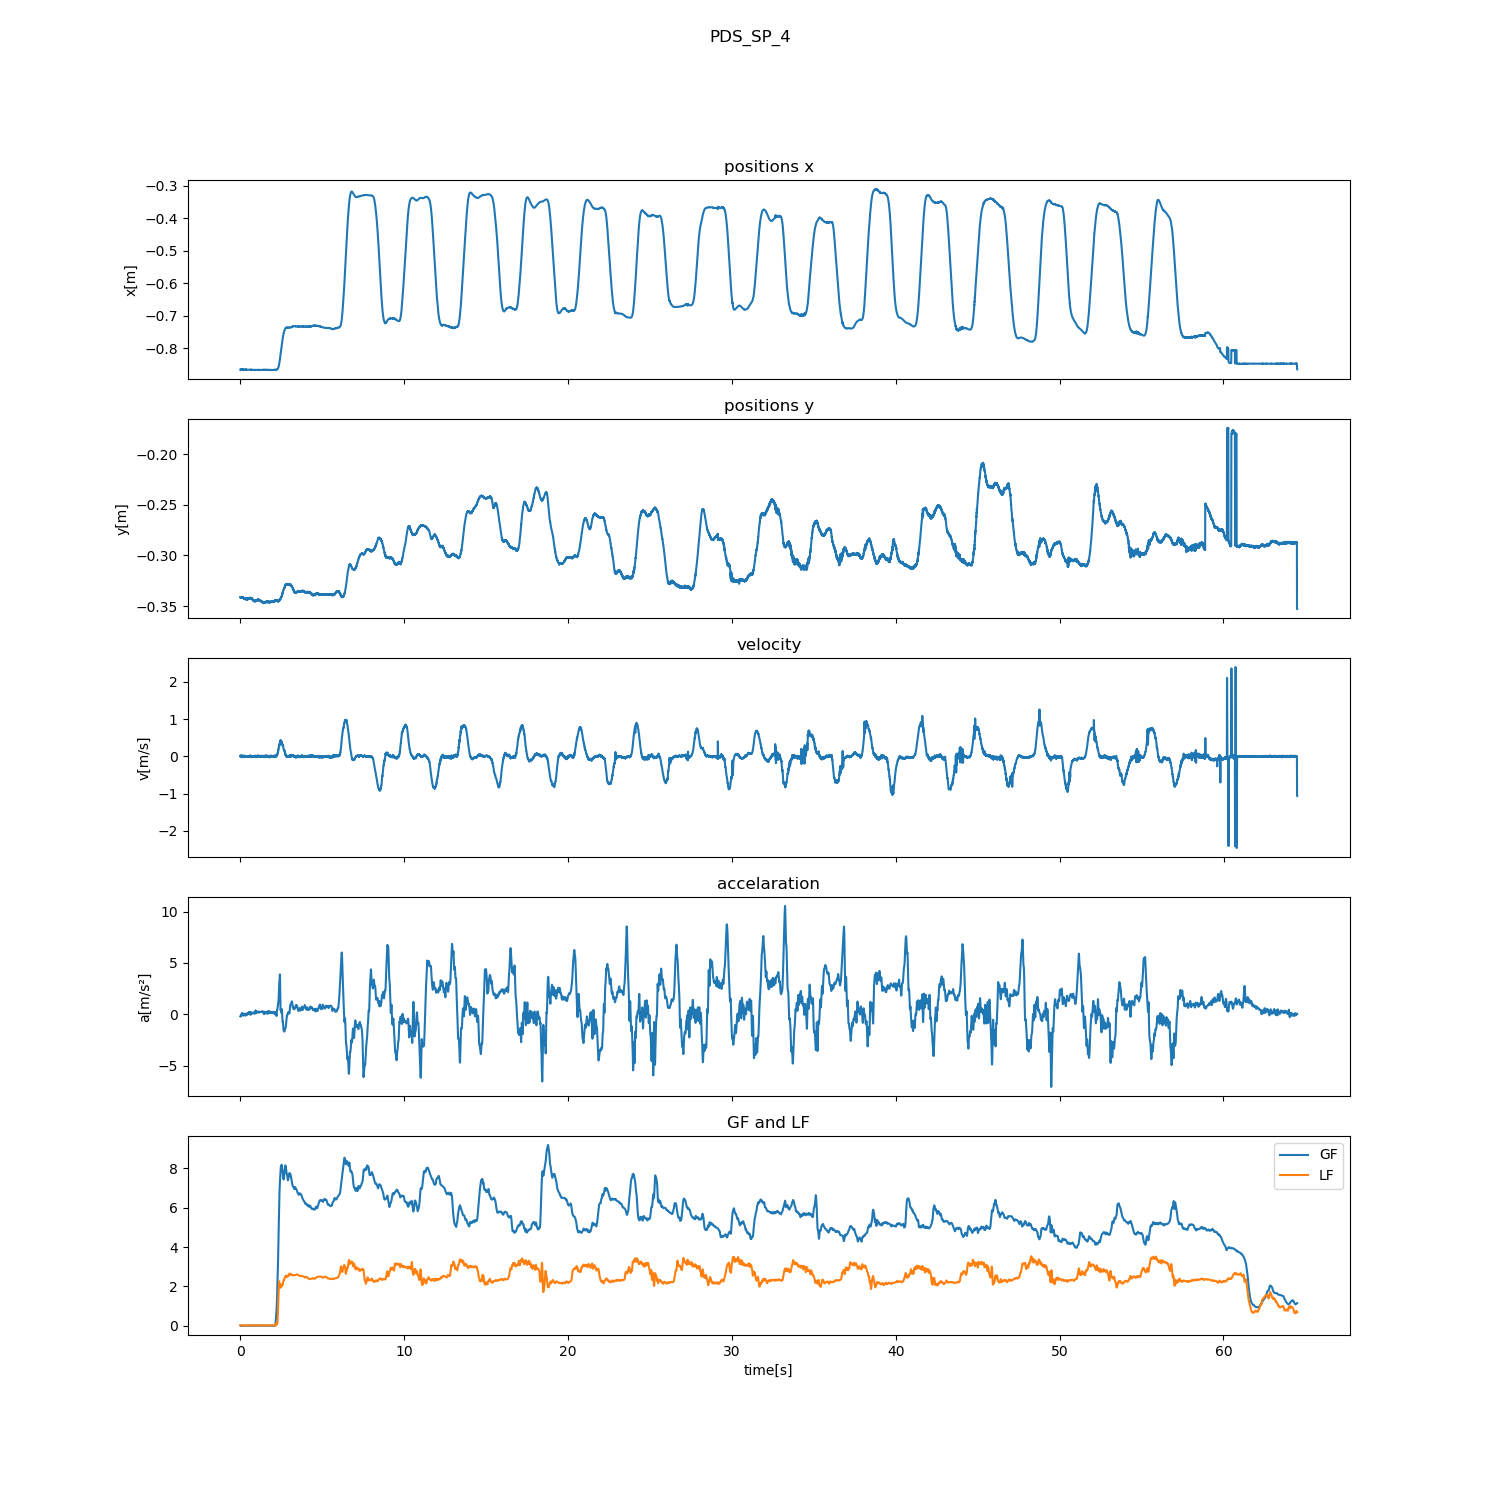 PDS_SP_4
positions x
−0.3
−0.4
−0.5
−0.6
−0.7
−0.8
x[m]
positions y
−0.20
−0.25
−0.30
−0.35
y[m]
velocity
2
1
0
−1
−2
v[m/s]
accelaration
10
5
0
−5
a[m/s²]
GF and LF
8
6
4
2
0
GF
LF
0 10 20 30 40 50 60
time[s]